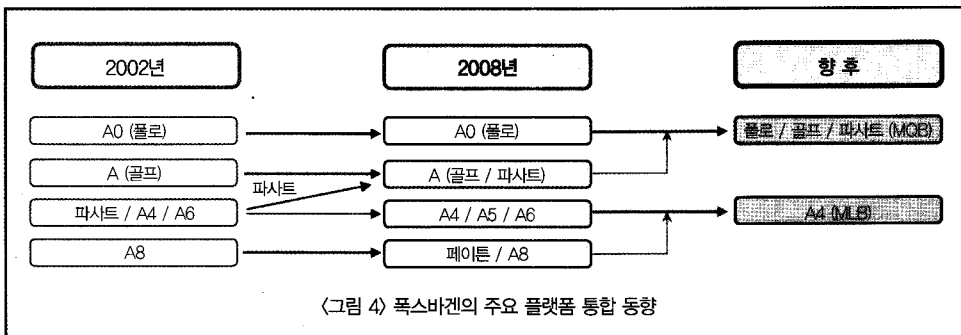 2002년
2008년
향 후
A0 (폴로)
A0 (폴로)
폴로 / 골프 / 파사트 (MQB)
A (골프)
파사트
A (골프 / 파사트)
파사트 / A4 / A6
A4 / A5 / A6
A4 (MLB)
A8
페이튼 / A8
〈그림 4〉 폭스바겐의 주요 플랫폼 통합 동향